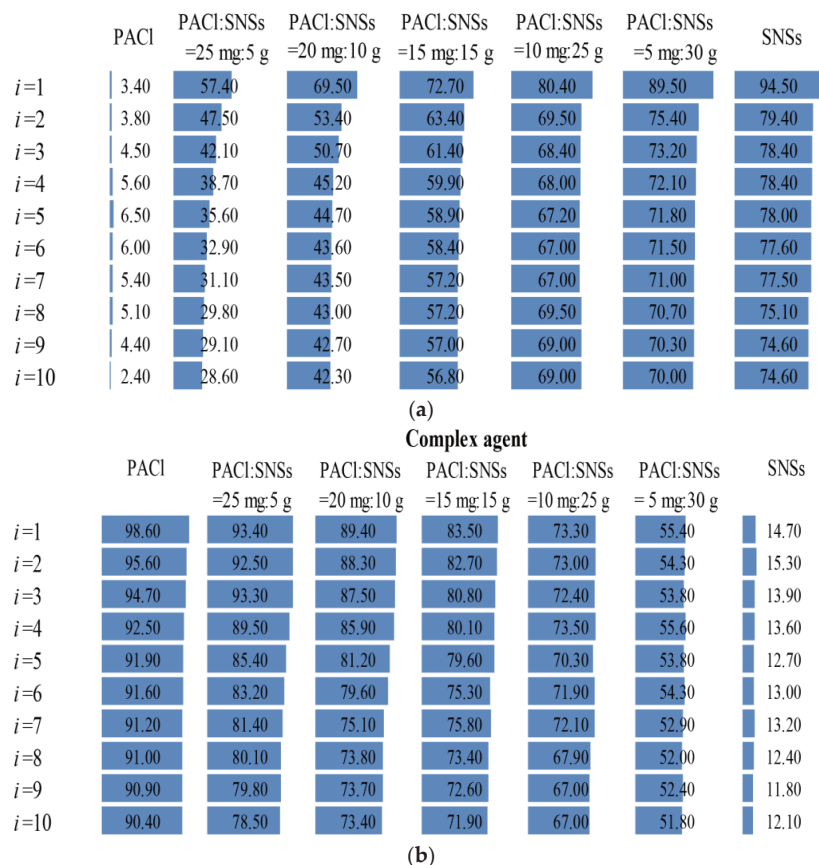 PACl PACl:SNSs PACl:SNSs PACl:SNSs PACl:SNSs PACl:SNSs SNSs
=25 mg:5 g =20 mg:10 g =15 mg:15 g =10 mg:25 g =5 mg:30 g
i=1 3.40 57.40 69.50 72.70 80.40 89.50 94.50
i=2 3.80 47.50 53.40 63.40 69.50 75.40 79.40
i=3 4.50 42.10 50.70 61.40 68.40 73.20 78.40
i=4 5.60 38.70 45.20 59.90 68.00 72.10 78.40
i=5 6.50 35.60 44.70 58.90 67.20 71.80 78.00
i=6 6.00 32.90 43.60 58.40 67.00 71.50 77.60
i=7 5.40 31.10 43.50 57.20 67.00 71.00 77.50
i=8 5.10 29.80 43.00 57.20 69.50 70.70 75.10
i=9 4.40 29.10 42.70 57.00 69.00 70.30 74.60
i=10 2.40 28.60 42.30 56.80 69.00 70.00 74.60
(a)
Complex agent
PACl PACl:SNSs PACl:SNSs PACl:SNSs PACl:SNSs PACl:SNSs SNSs
=25 mg:5 g =20 mg:10 g =15 mg:15 g =10 mg:25 g = 5 mg:30 g
i=1 98.60 93.40 89.40 83.50 73.30 55.40 14.70
i=2 95.60 92.50 88.30 82.70 73.00 54.30 15.30
i=3 94.70 93.30 87.50 80.80 72.40 53.80 13.90
i=4 92.50 89.50 85.90 80.10 73.50 55.60 13.60
i=5 91.90 85.40 81.20 79.60 70.30 53.80 12.70
i=6 91.60 83.20 79.60 75.30 71.90 54.30 13.00
i=7 91.20 81.40 75.10 75.80 72.10 52.90 13.20
i=8 91.00 80.10 73.80 73.40 67.90 52.00 12.40
i=9 90.90 79.80 73.70 72.60 67.00 52.40 11.80
i=10 90.40 78.50 73.40 71.90 67.00 51.80 12.10
(b)